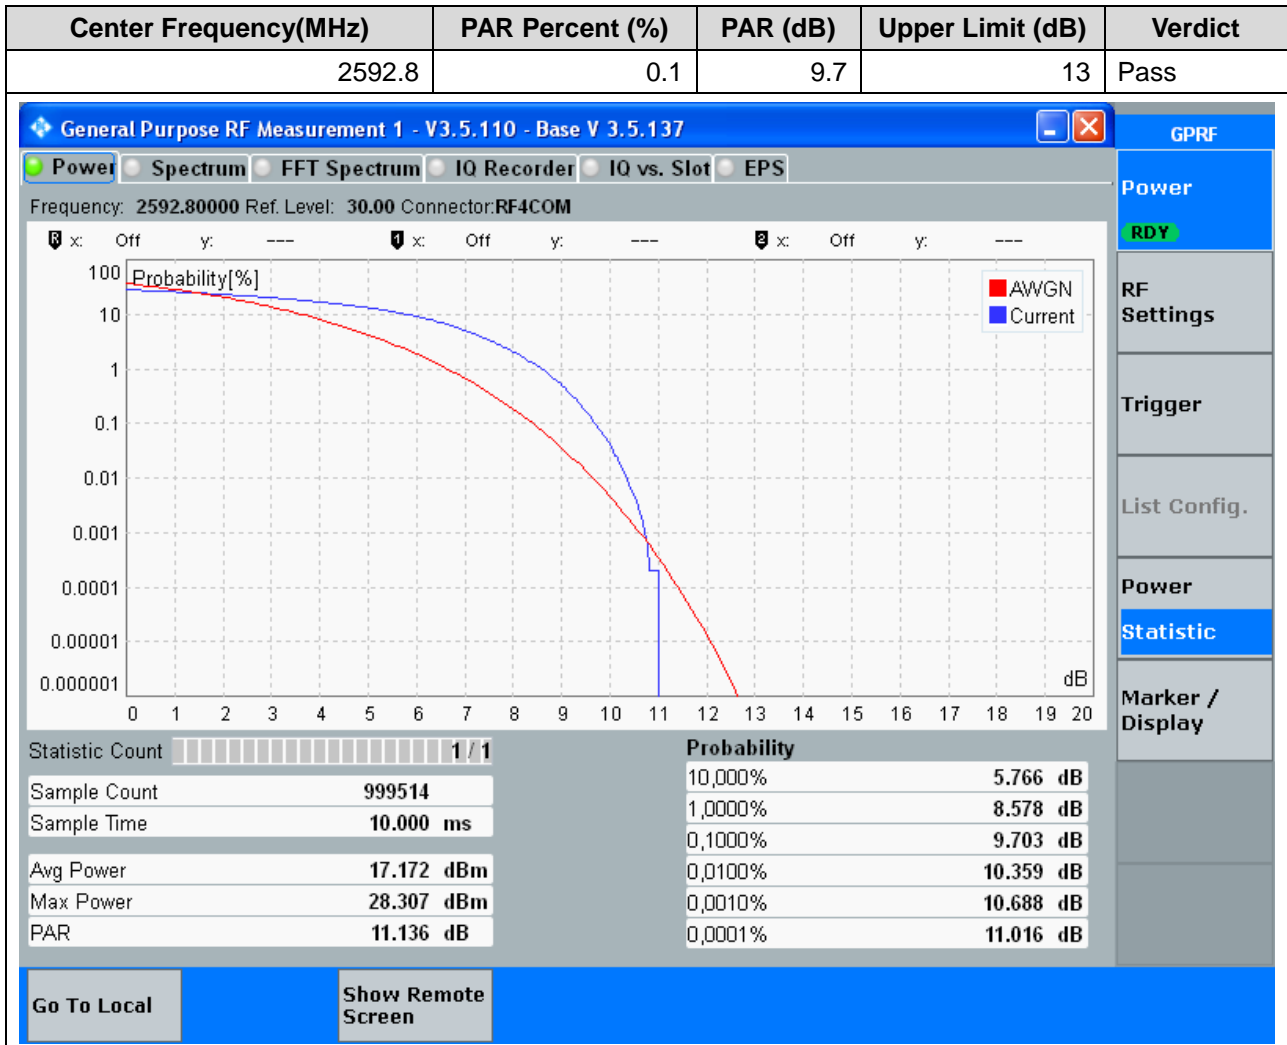 Center Frequency(MHz) PAR Percent (%) PAR (dB) Upper Limit (dB) Verdict
2592.8 0.1 9.7 13 Pass
General Purpose RF Measurement 1 - V3.5.110 - Base V 3.5.137
GPRF
Power Spectrum FFT Spectrum IQ Recorder IQ vs. Slot EPS
Frequency: 2592.80000 Ref. Level: 30.00 Connector:RF4COM
R x: Off y: --- 1 x: Off y: --- 2 x: Off y: ---
Probability[%]
AWGN
Current
100
10
1
0.1
0.01
0.001
0.0001
0.00001
0.000001
dB
0 1 2 3 4 5 6 7 8 9 10 11 12 13 14 15 16 17 18 19 20
Power
RDY
RF
Settings
Trigger
List Config.
Power
Statistic
Marker /
Display
Statistic Count 1 / 1
Sample Count 999514
Sample Time 10.000 ms
Avg Power 17.172 dBm
Max Power 28.307 dBm
PAR 11.136 dB
Probability
10,000% 5.766 dB
1,0000% 8.578 dB
0,1000% 9.703 dB
0,0100% 10.359 dB
0,0010% 10.688 dB
0,0001% 11.016 dB
Go To Local
Show Remote
Screen